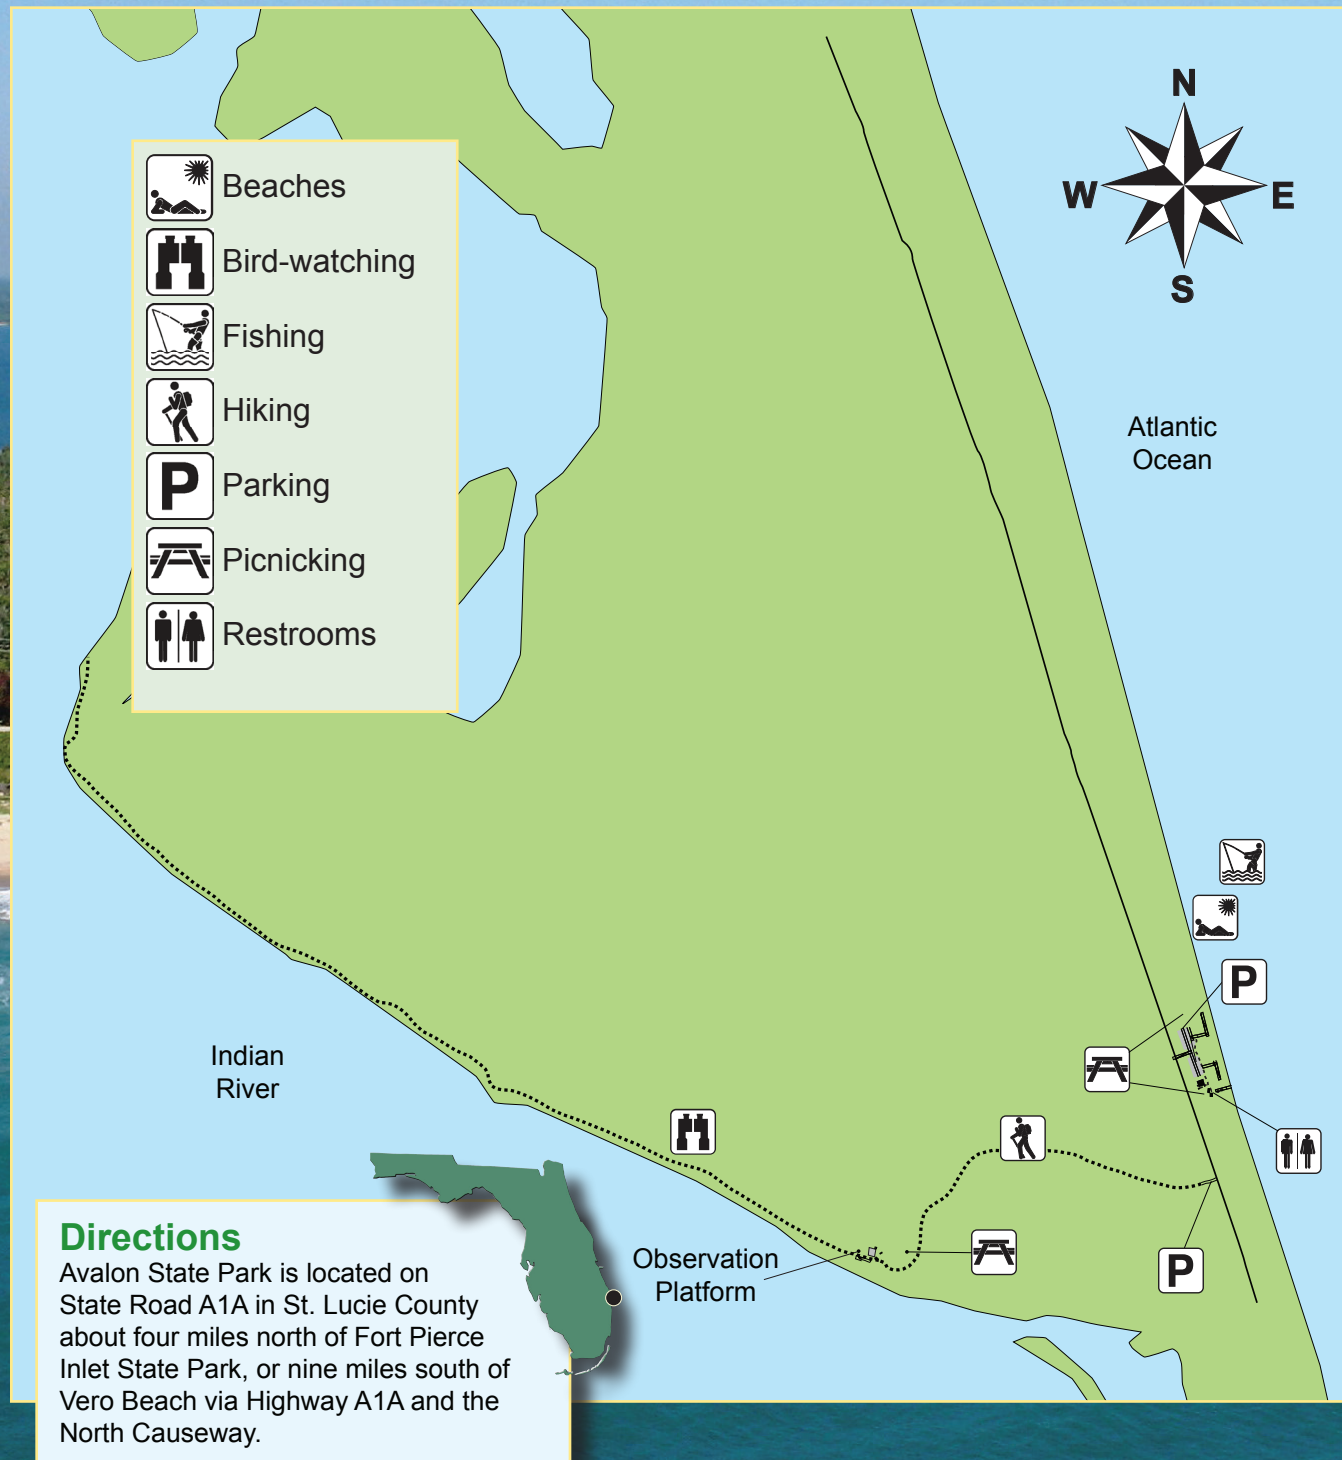 N
W
E
S
Beaches
Bird-watching
Fishing
Hiking
P
Parking
Picnicking
Restrooms
Atlantic
Ocean
P
Indian
River
Observation
Platform
P
Directions
Avalon State Park is located on
State Road A1A in St. Lucie County
about four miles north of Fort Pierce
Inlet State Park, or nine miles south of
Vero Beach via Highway A1A and the
North Causeway.